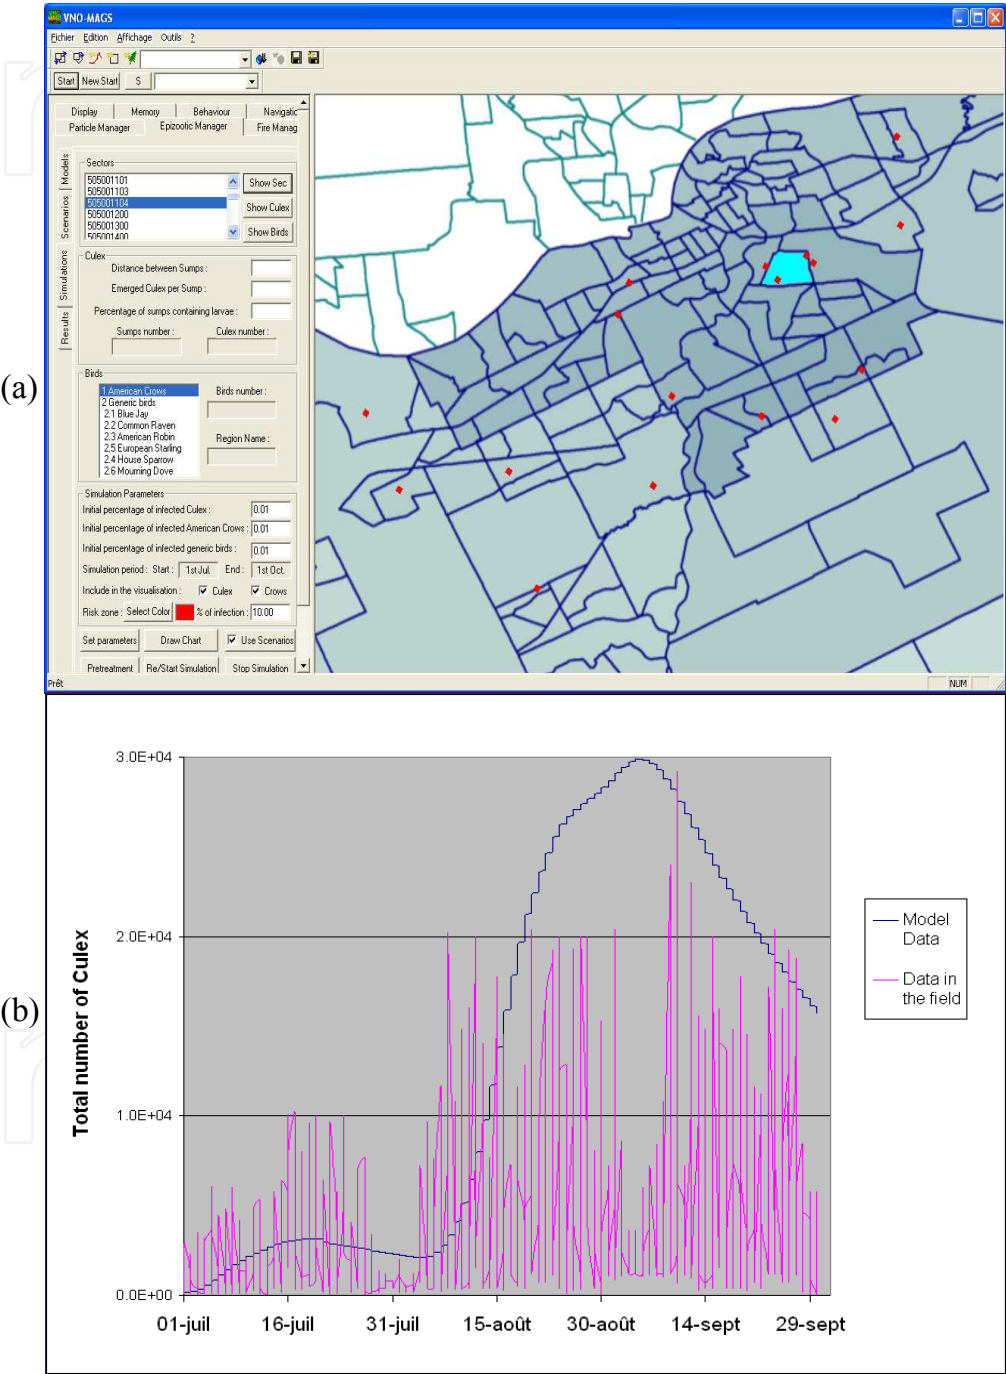 VNO-MAGS
Fichier Edition Affichage Outils ?
Start New Start S
Display Memory Behaviour Navigatic
Particle Manager Epizootic Manager Fire Manag
Models
Scenarios
Simulations
Results
Sectors
505001101
505001103
505001104
505001200
505001300
505001400
Show Sec
Show Culex
Show Birds
Culex
Distance between Sumps :
Emerged Culex per Sump :
Percentage of sumps containing larvae :
Sumps number : Culex number :
(a)
Birds
1 American Crows
2 Generic birds
2.1 Blue Jay
2.2 Common Raven
2.3 American Robin
2.5 European Starling
2.4 House Sparrow
2.6 Mourning Dove
Birds number :
Region Name :
Simulation Parameters
Initial percentage of infected Culex : 0.01
Initial percentage of infected American Crows : 0.01
Initial percentage of infected generic birds : 0.01
Simulation period : Start : 1st Jul. End : 1st Oct.
Include in the visualisation : Culex Crows
Risk zone : Select Color % of infection : 10.00
Set parameters Draw Chart Use Scenarios
Pretreatment Re/Start Simulation Stop Simulation
Prêt NUM
(b)
Total number of Culex
3.0E+04
2.0E+04
1.0E+04
0.0E+00
01-juil 16-juil 31-juil 15-août 30-août 14-sept 29-sept
Model
Data
Data in
the field